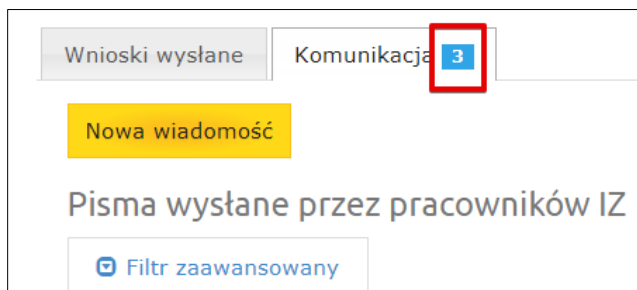 Wnioski wysłane Komunikacja 3
Nowa wiadomość
Pisma wysłane przez pracowników IZ
Filtr zaawansowany